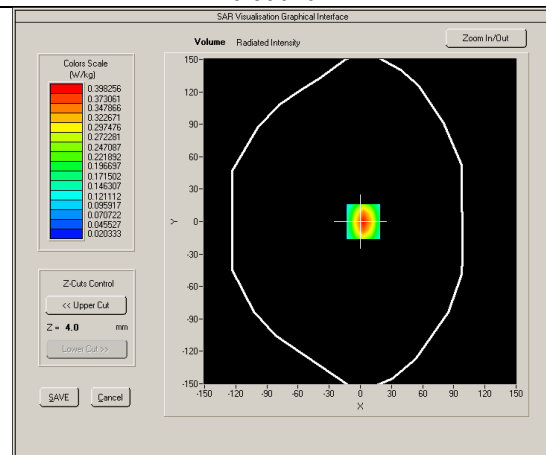 SAR Visualisation Graphical Interface
Volume Radiated Intensity
Zoom In/Out
Colors Scale
(W/kg)
0.398256
0.373061
0.347866
0.322671
0.297476
0.272281
0.247087
0.221892
0.196697
0.171502
0.146307
0.121112
0.095917
0.070722
0.045527
0.020333
Z-Cuts Control
<< Upper Cut
Z = 4.0 mm
Lower Cut >>
SAVE Cancel
150
120
90
60
30
Y 0
-30
-60
-90
-120
-150
-150 -120 -90 -60 -30 0 30 60 90 120 150
X